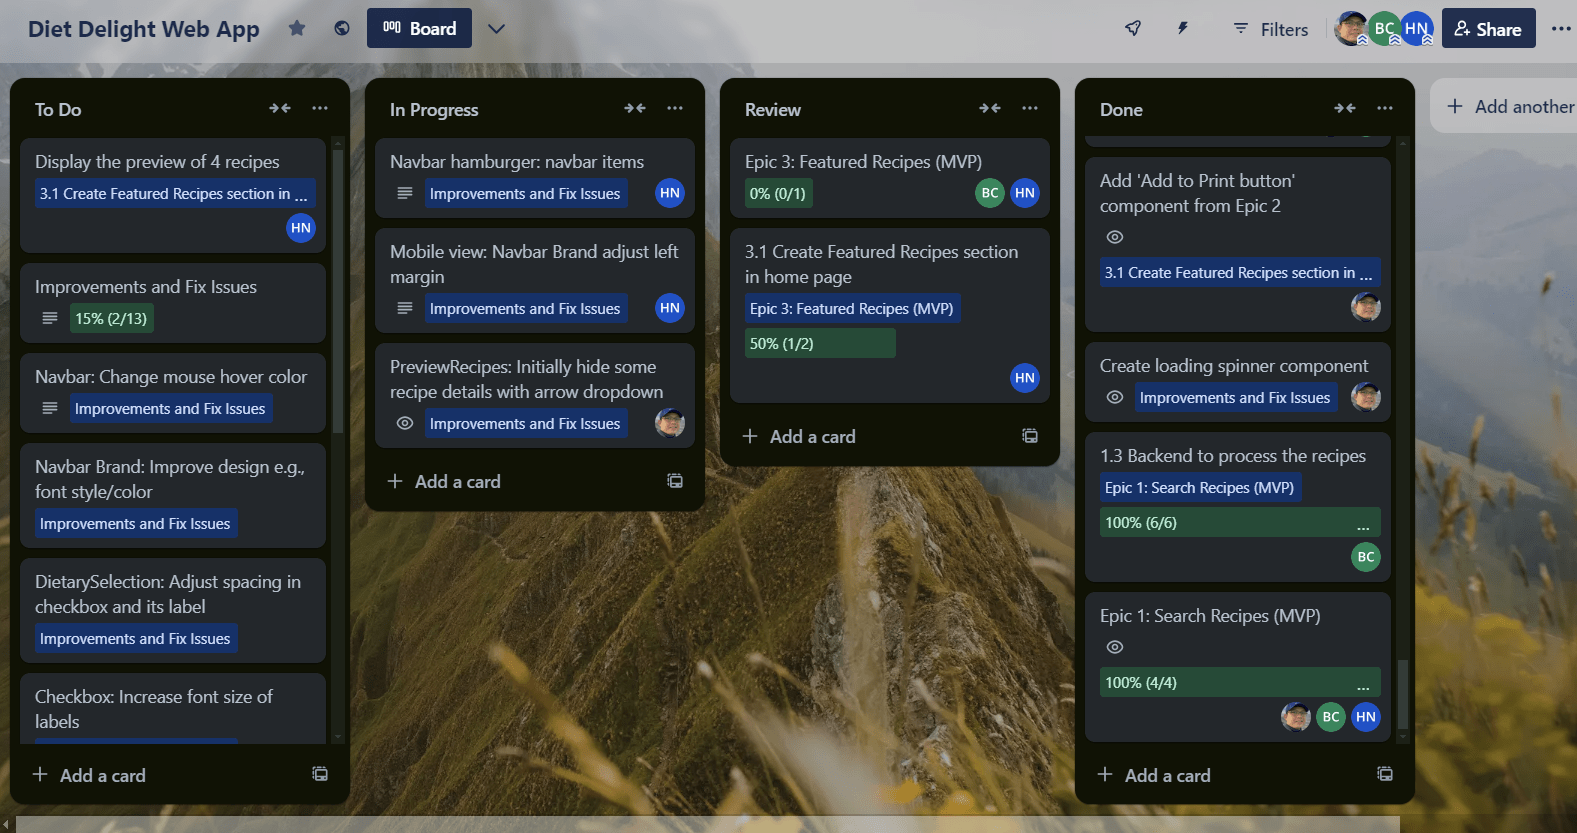 Diet Delight Web App
Board
Filters
BC
HN
Share
To Do
Display the preview of 4 recipes
3.1 Create Featured Recipes section in ...
HN
Improvements and Fix Issues
15% (2/13)
Navbar: Change mouse hover color
Improvements and Fix Issues
Navbar Brand: Improve design e.g.,
font style/color
Improvements and Fix Issues
DietarySelection: Adjust spacing in
checkbox and its label
Improvements and Fix Issues
Checkbox: Increase font size of
labels
Add a card
In Progress
Navbar hamburger: navbar items
Improvements and Fix Issues
HN
Mobile view: Navbar Brand adjust left
margin
Improvements and Fix Issues
HN
PreviewRecipes: Initially hide some
recipe details with arrow dropdown
Improvements and Fix Issues
Add a card
Review
Epic 3: Featured Recipes (MVP)
0% (0/1)
BC
HN
3.1 Create Featured Recipes section
in home page
Epic 3: Featured Recipes (MVP)
50% (1/2)
HN
Add a card
Done
Add 'Add to Print button'
component from Epic 2
3.1 Create Featured Recipes section in ...
Create loading spinner component
Improvements and Fix Issues
1.3 Backend to process the recipes
Epic 1: Search Recipes (MVP)
100% (6/6)
...
BC
Epic 1: Search Recipes (MVP)
100% (4/4)
...
BC
HN
Add a card
Add another